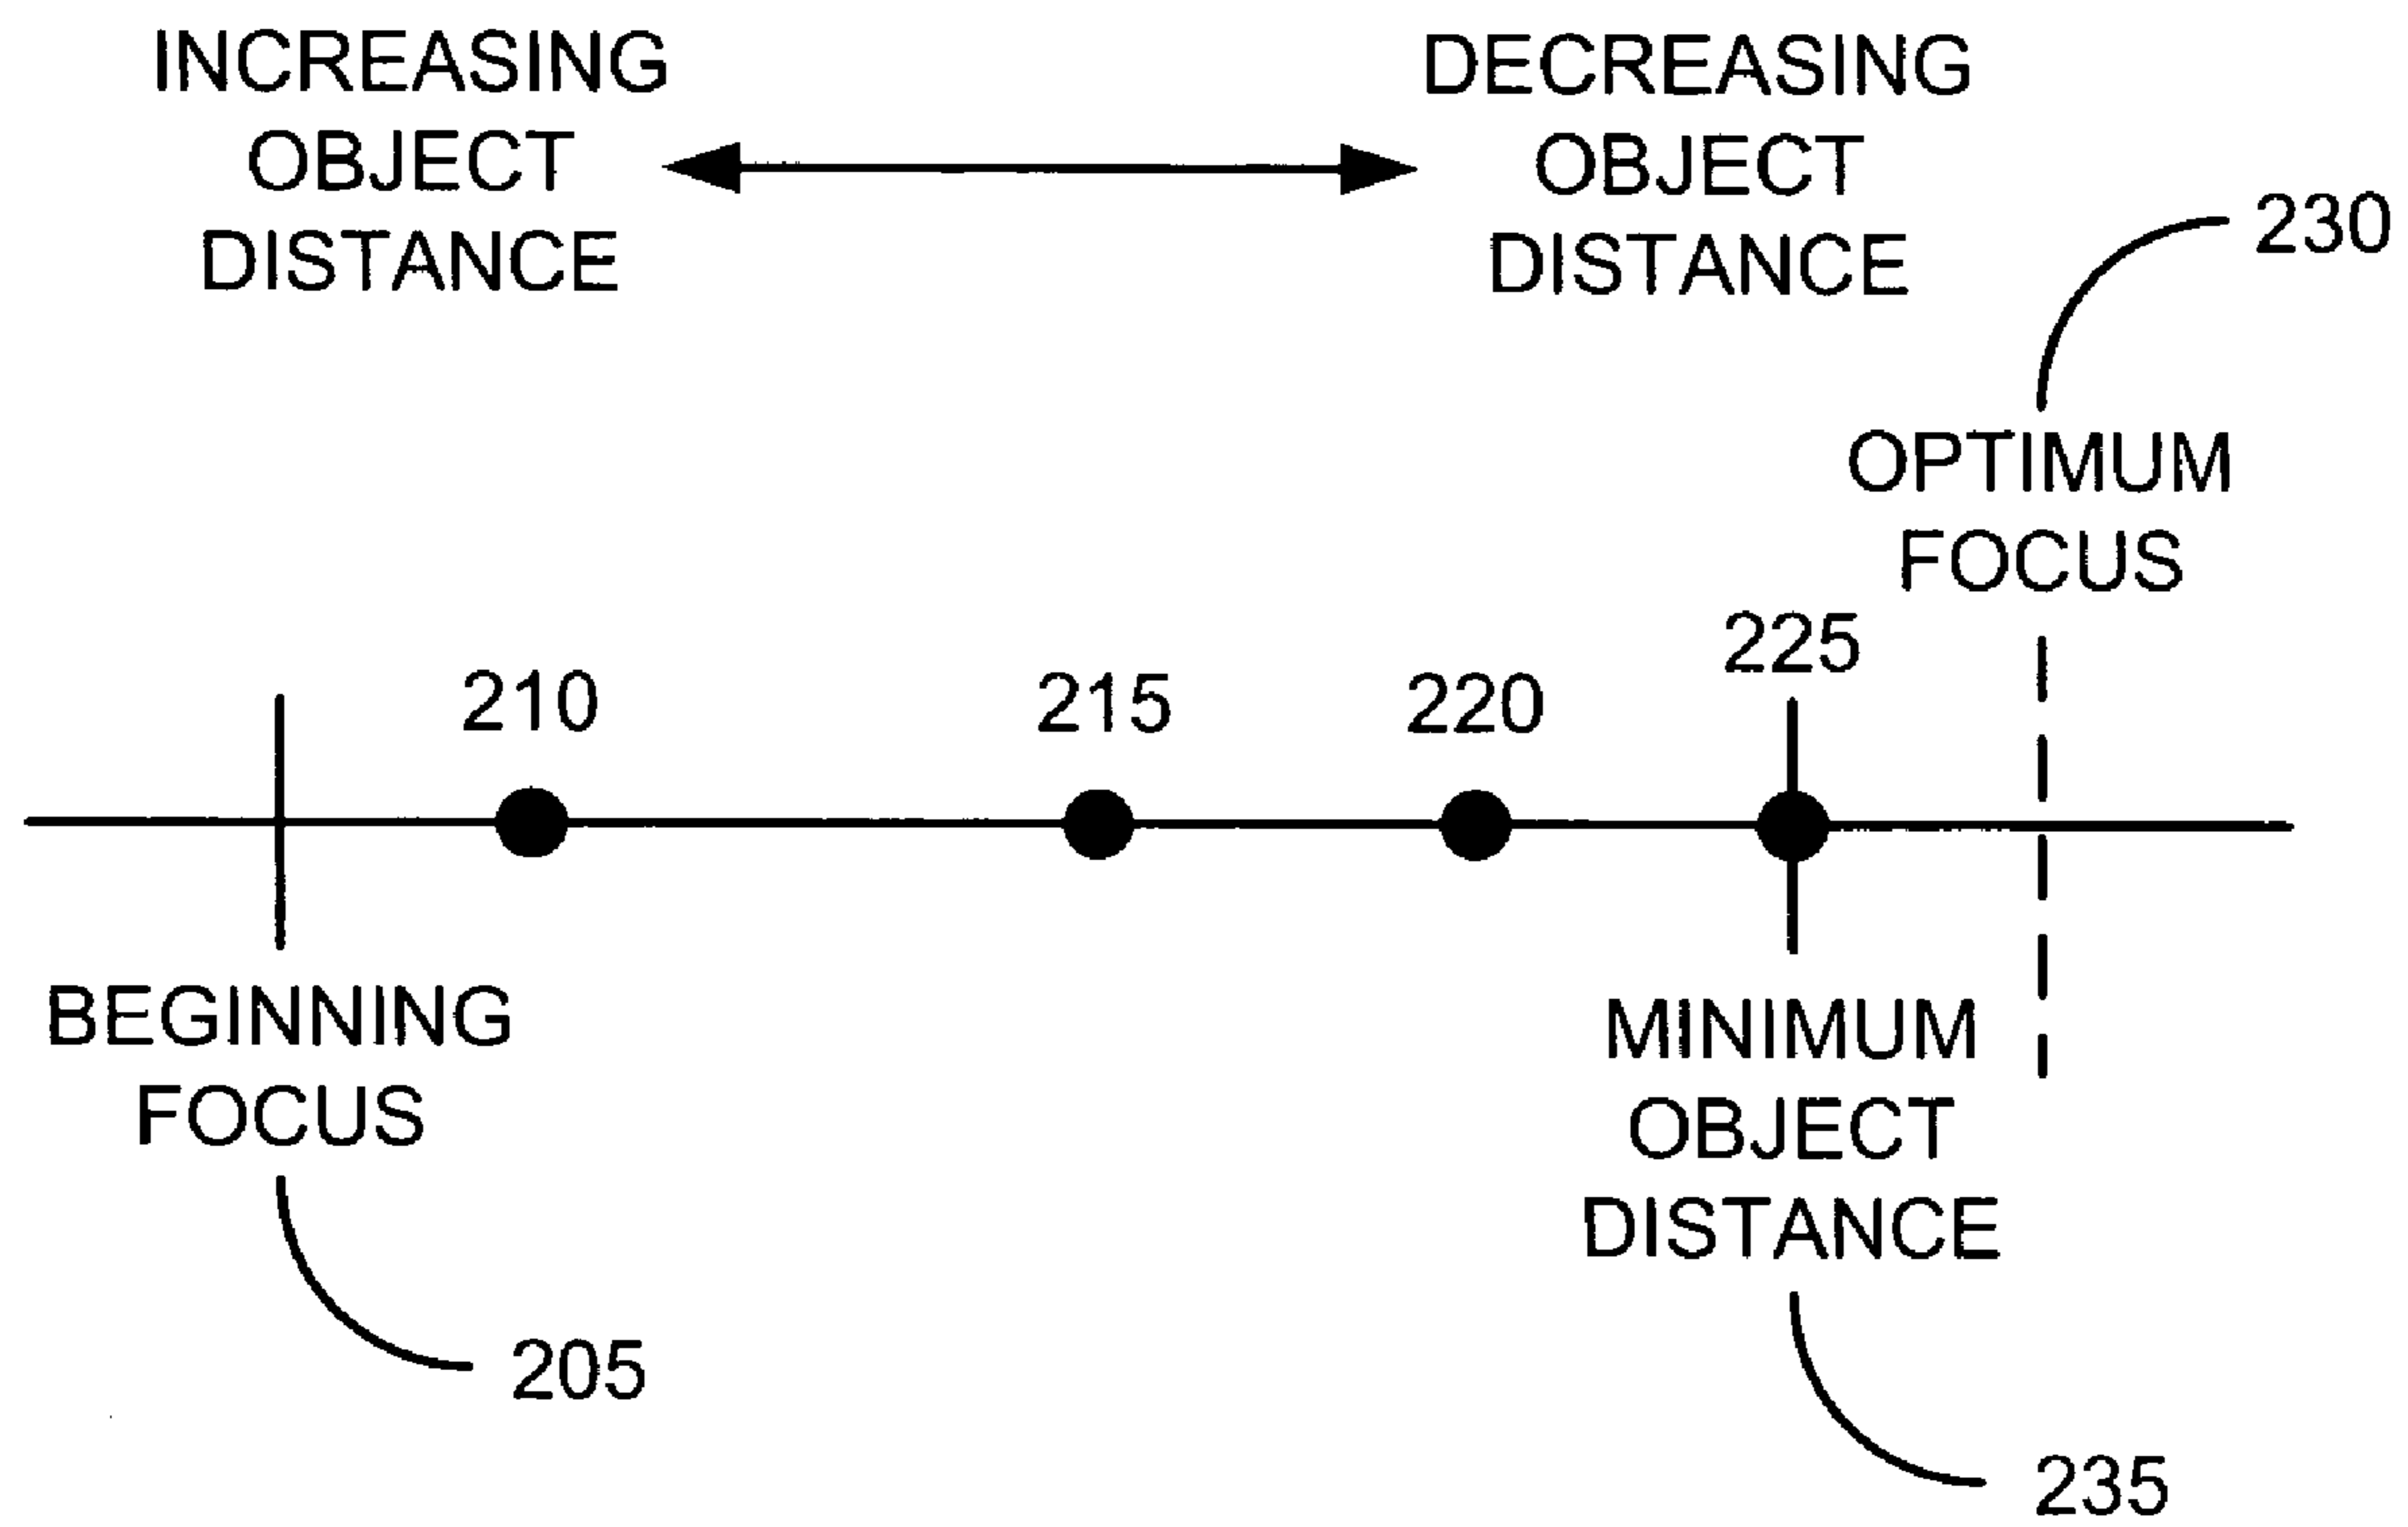 INCREASING
OBJECT
DISTANCE
DECREASING
OBJECT
DISTANCE
230
OPTIMUM
FOCUS
225
210
215
220
BEGINNING
FOCUS
MINIMUM
OBJECT
DISTANCE
205
235